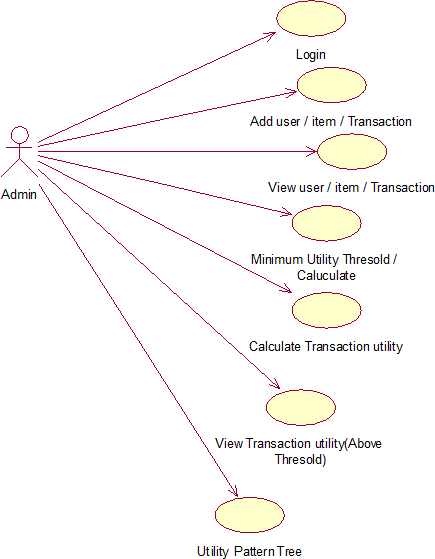 Login
Add user / item / Transaction
Admin
View user / item / Transaction
Minimum Utility Thresold /
Caluculate
Calculate Transaction utility
View Transaction utility(Above
Thresold)
Utility Pattern Tree